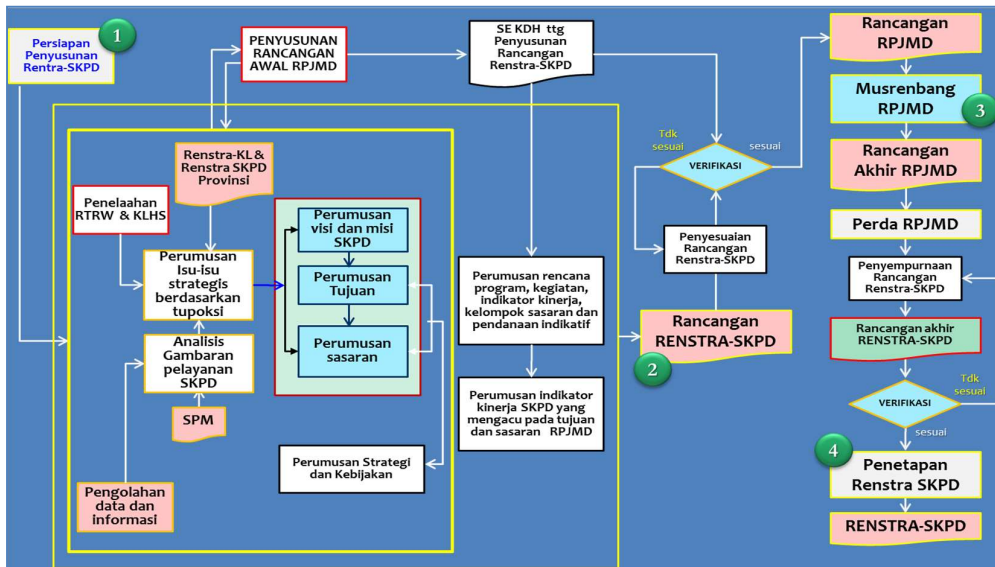 1
Persiapan
Penyusunan
Rentra-SKPD
PENYUSUNAN
RANCANGAN
AWAL RPJMD
SE KDH ttg
Penyusunan
Rancangan
Renstra-SKPD
Rancangan
RPJMD
Musrenbang
RPJMD
3
Rancangan
Akhir RPJMD
Perda RPJMD
Penyempurnaan
Rancangan
Renstra-SKPD
Rancangan akhir
RENSTRA-SKPD
VERIFIKASI
Tdk
sesuai
sesuai
4
Penetapan
Renstra SKPD
RENSTRA-SKPD
Tdk
sesuai
sesuai
VERIFIKASI
Penyesuaian
Rancangan
Renstra-SKPD
Rancangan
RENSTRA-SKPD
2
Renstra-KL &
Renstra SKPD
Provinsi
Penelaahan
RTRW & KLHS
Perumusan
Isu-isu
strategis
berdasarkan
tupoksi
Analisis
Gambaran
pelayanan
SKPD
SPM
Pengolahan
data dan
informasi
Perumusan
visi dan misi
SKPD
Perumusan
Tujuan
Perumusan
sasaran
Perumusan Strategi
dan Kebijakan
Perumusan rencana
program, kegiatan,
indikator kinerja,
kelompok sasaran dan
pendanaan indikatif
Perumusan indikator
kinerja SKPD yang
mengacu pada tujuan
dan sasaran RPJMD